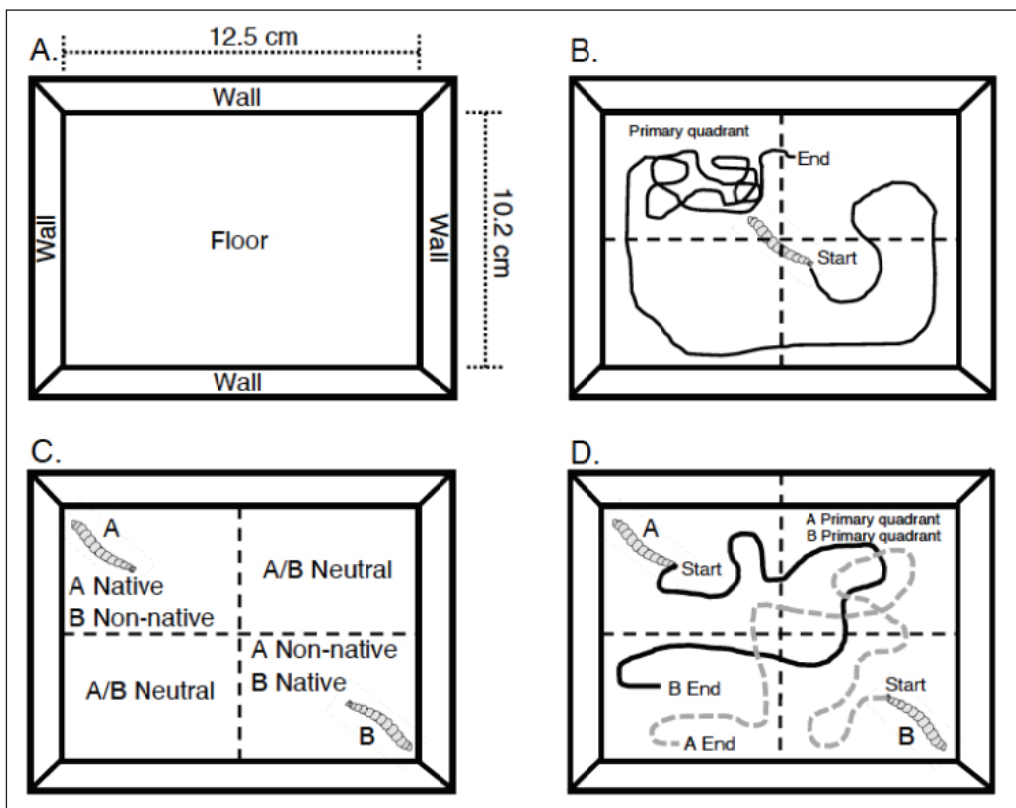 A.
12.5 cm
Wall
Wall
Floor
Wall
10.2 cm
Wall
B.
Primary quadrant
End
Start
C.
A
A Native
B Non-native
A/B Neutral
A/B Neutral
A Non-native
B Native
B
D.
A
Start
A Primary quadrant
B Primary quadrant
B End
A End
Start
B